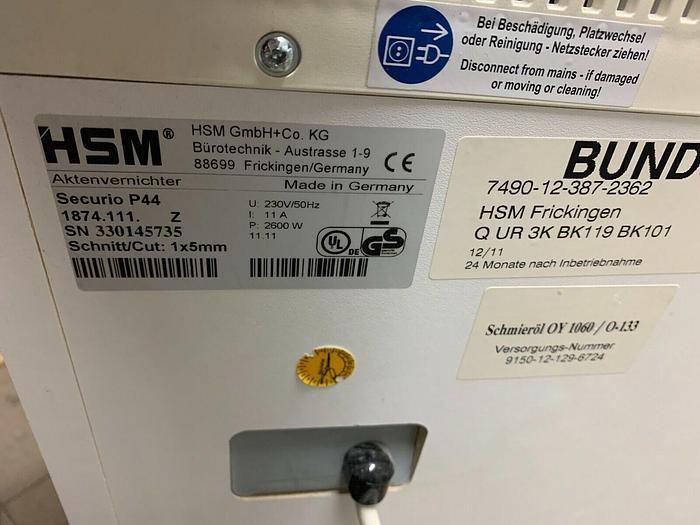 Bei Beschädigung, Platzwechsel
oder Reinigung - Netzstecker ziehen!
Disconnect from mains - if damaged
or moving or cleaning!
HSM®
HSM GmbH+Co. KG
Bürotechnik - Austrasse 1-9
88699 Frickingen/Germany
CE
Aktenvernichter
Made in Germany
Securio P44
1874.111. Z
SN 330145735
Schnitt/Cut: 1x5mm
U: 230V/50Hz
I: 11 A
P: 2600 W
11.11
UL
DE
GS
BUND
7490-12-387-2362
HSM Frickingen
Q UR 3K BK119 BK101
12/11
24 Monate nach Inbetriebnahme
Schmieröl OY 1060 / O-133
Versorgungs-Nummer
9150-12-129-6724